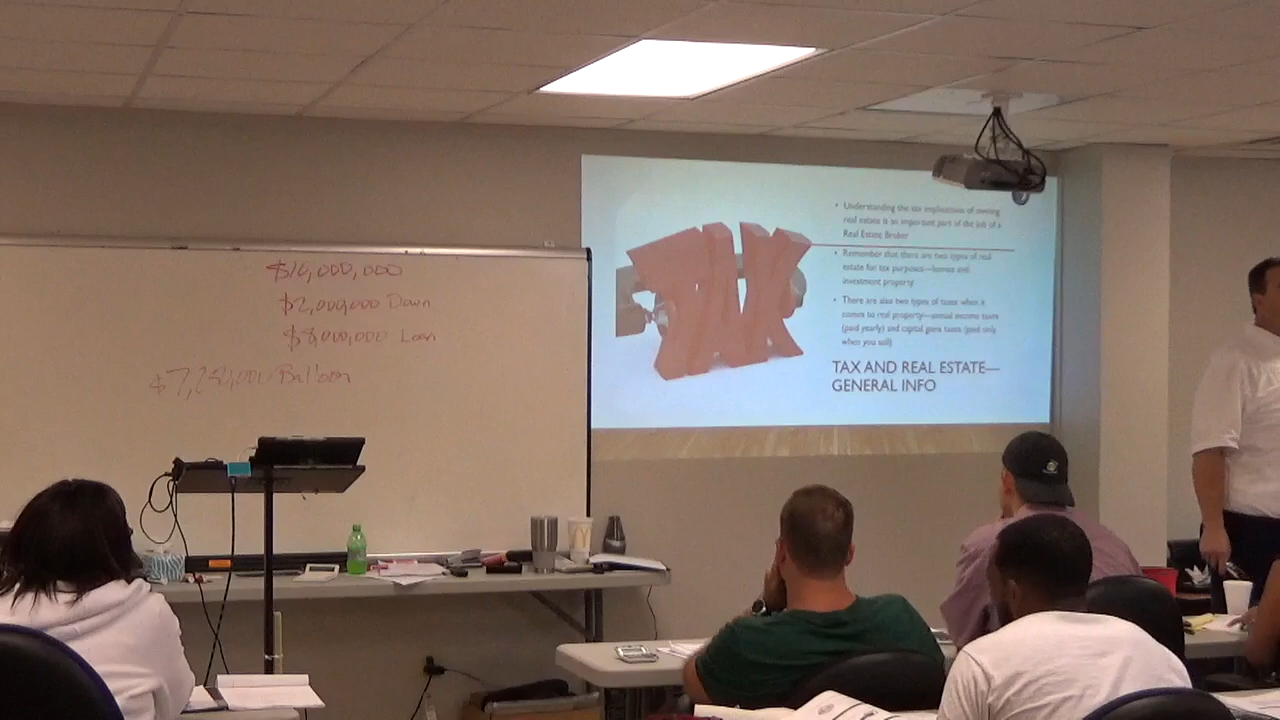 $10,000,000
$2,000,000 Down
$8,000,000 Loan
Balloon
TAX
• Understanding the tax implications of owning
real estate is an important part of the job of a
Real Estate Broker
• Remember that there are two types of real
estate for tax purposes—homes and
investment property
• There are also two types of taxes when it
comes to real property—annual income taxes
(paid yearly) and capital gains taxes (paid only
when you sell)
TAX AND REAL ESTATE—
GENERAL INFO